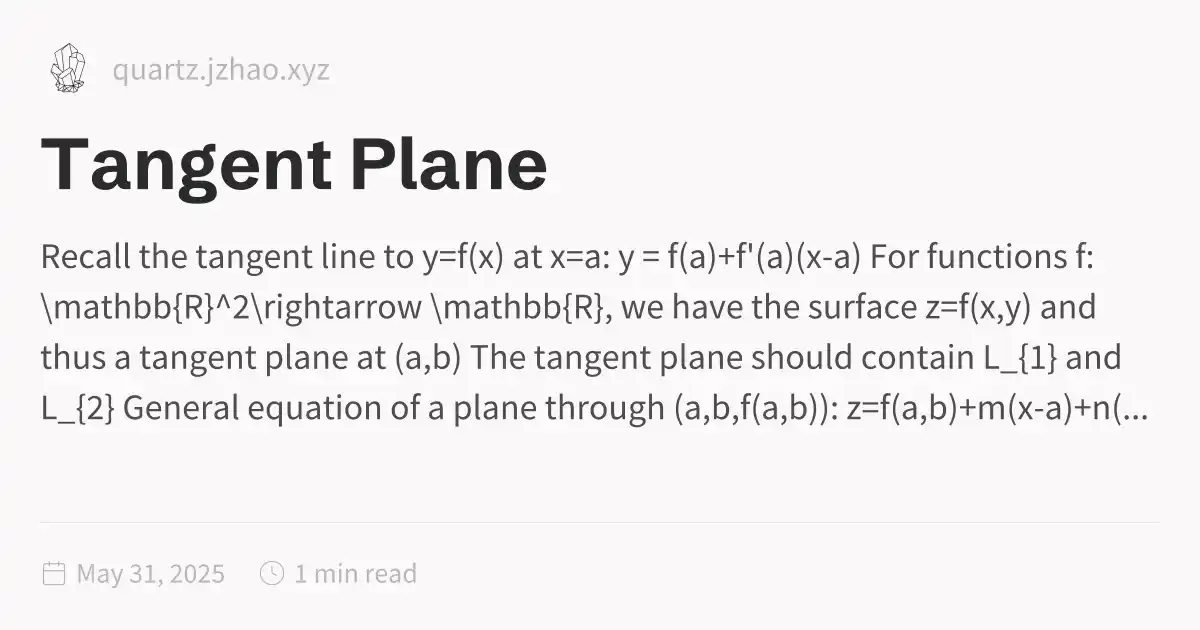 quartz.jzhao.xyz
Tangent Plane
Recall the tangent line to y=f(x) at x=a: y = f(a)+f'(a)(x-a) For functions f:
\mathbb{R}^2\rightarrow \mathbb{R}, we have the surface z=f(x,y) and
thus a tangent plane at (a,b) The tangent plane should contain L_{1} and
L_{2} General equation of a plane through (a,b,f(a,b)): z=f(a,b)+m(x-a)+n(...
May 31, 2025 1 min read